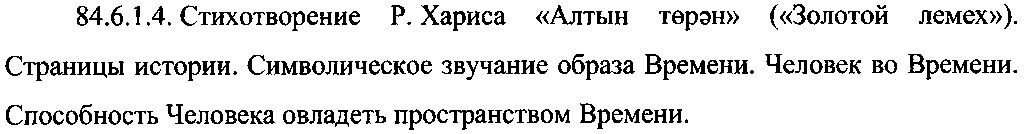 84.6.1.4. Стихотворение Р. Хариса «Алтын төрән» («Золотой лемех»).
Страницы истории. Символическое звучание образа Времени. Человек во Времени.
Способность Человека овладеть пространством Времени.